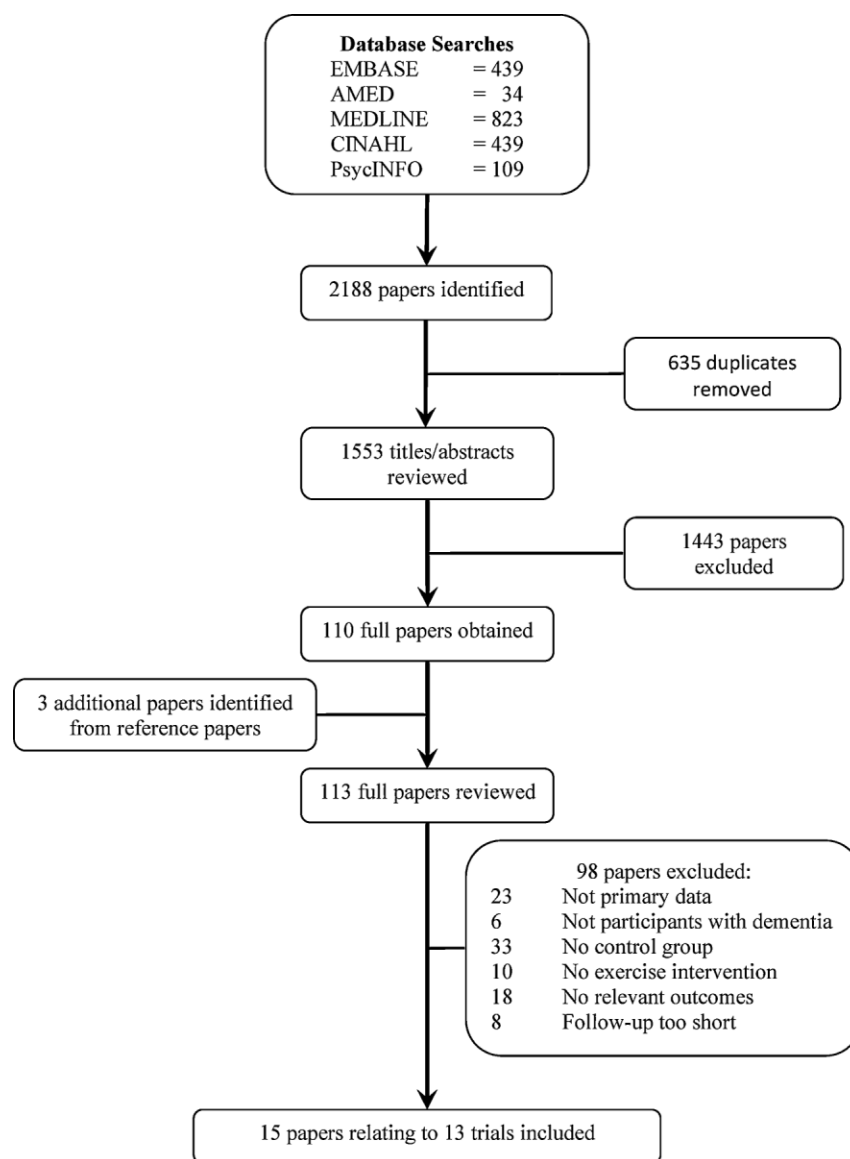 Database Searches
EMBASE = 439
AMED = 34
MEDLINE = 823
CINAHL = 439
PsycINFO = 109
2188 papers identified
635 duplicates
removed
1553 titles/abstracts
reviewed
1443 papers
excluded
110 full papers obtained
3 additional papers identified
from reference papers
113 full papers reviewed
98 papers excluded:
23 Not primary data
6 Not participants with dementia
33 No control group
10 No exercise intervention
18 No relevant outcomes
8 Follow-up too short
15 papers relating to 13 trials included